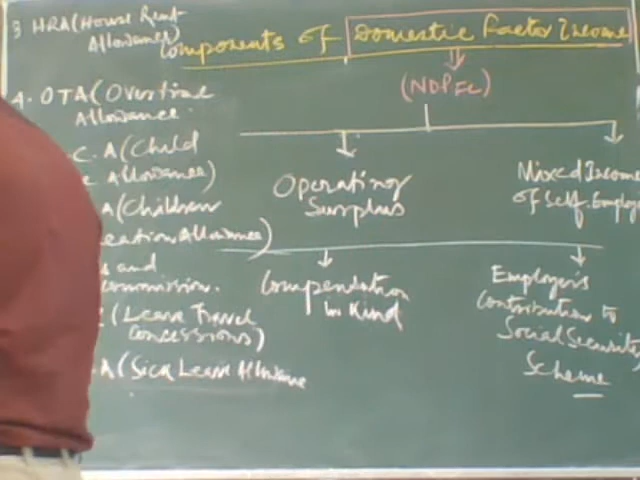 Components of Domestic Factor Income
(NDPFC)
Operating
Surplus
Mixed Income
of Self Employe
3 HRA (House Rent
Allowance)
4. OTA (Overtime
Allowance.
C.A (Child
Allowance)
A (Children
cation Allowance)
s and
commission.
(Leave Travel
Concessions)
.A (Sick Leave Allowance
Compensation
in Kind
Employer's
Contribution to
Social Security
Scheme